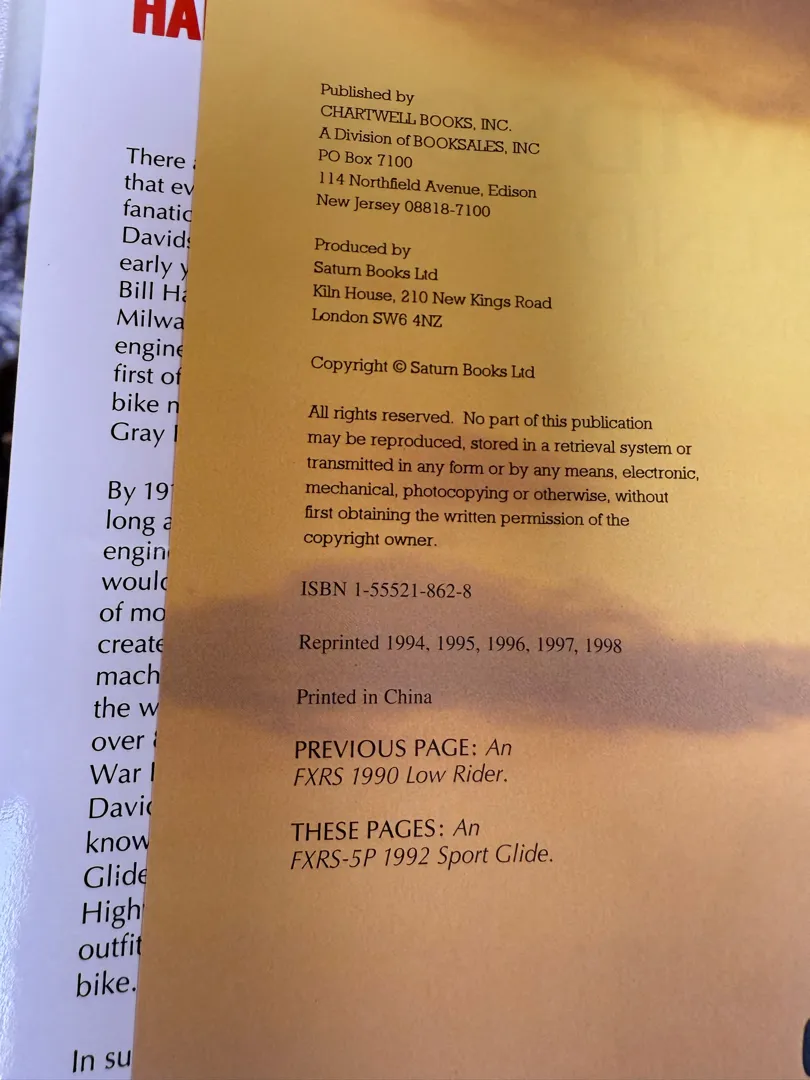 HA
There
that ev
fanatic
Davids
early y
Bill Ha
Milwa
engine
first of
bike n
Gray
By 191
long a
engin
would
of mo
create
mach
the w
over
War
David
know
Glide
High
outfit
bike.
In su
Published by
CHARTWELL BOOKS, INC.
A Division of BOOKSALES, INC
PO Box 7100
114 Northfield Avenue, Edison
New Jersey 08818-7100
Produced by
Saturn Books Ltd
Kiln House, 210 New Kings Road
London SW6 4NZ
Copyright © Saturn Books Ltd
All rights reserved. No part of this publication
may be reproduced, stored in a retrieval system or
transmitted in any form or by any means, electronic,
mechanical, photocopying or otherwise, without
first obtaining the written permission of the
copyright owner.
ISBN 1-55521-862-8
Reprinted 1994, 1995, 1996, 1997, 1998
Printed in China
PREVIOUS PAGE: An
FXRS 1990 Low Rider.
THESE PAGES: An
FXRS-5P 1992 Sport Glide.